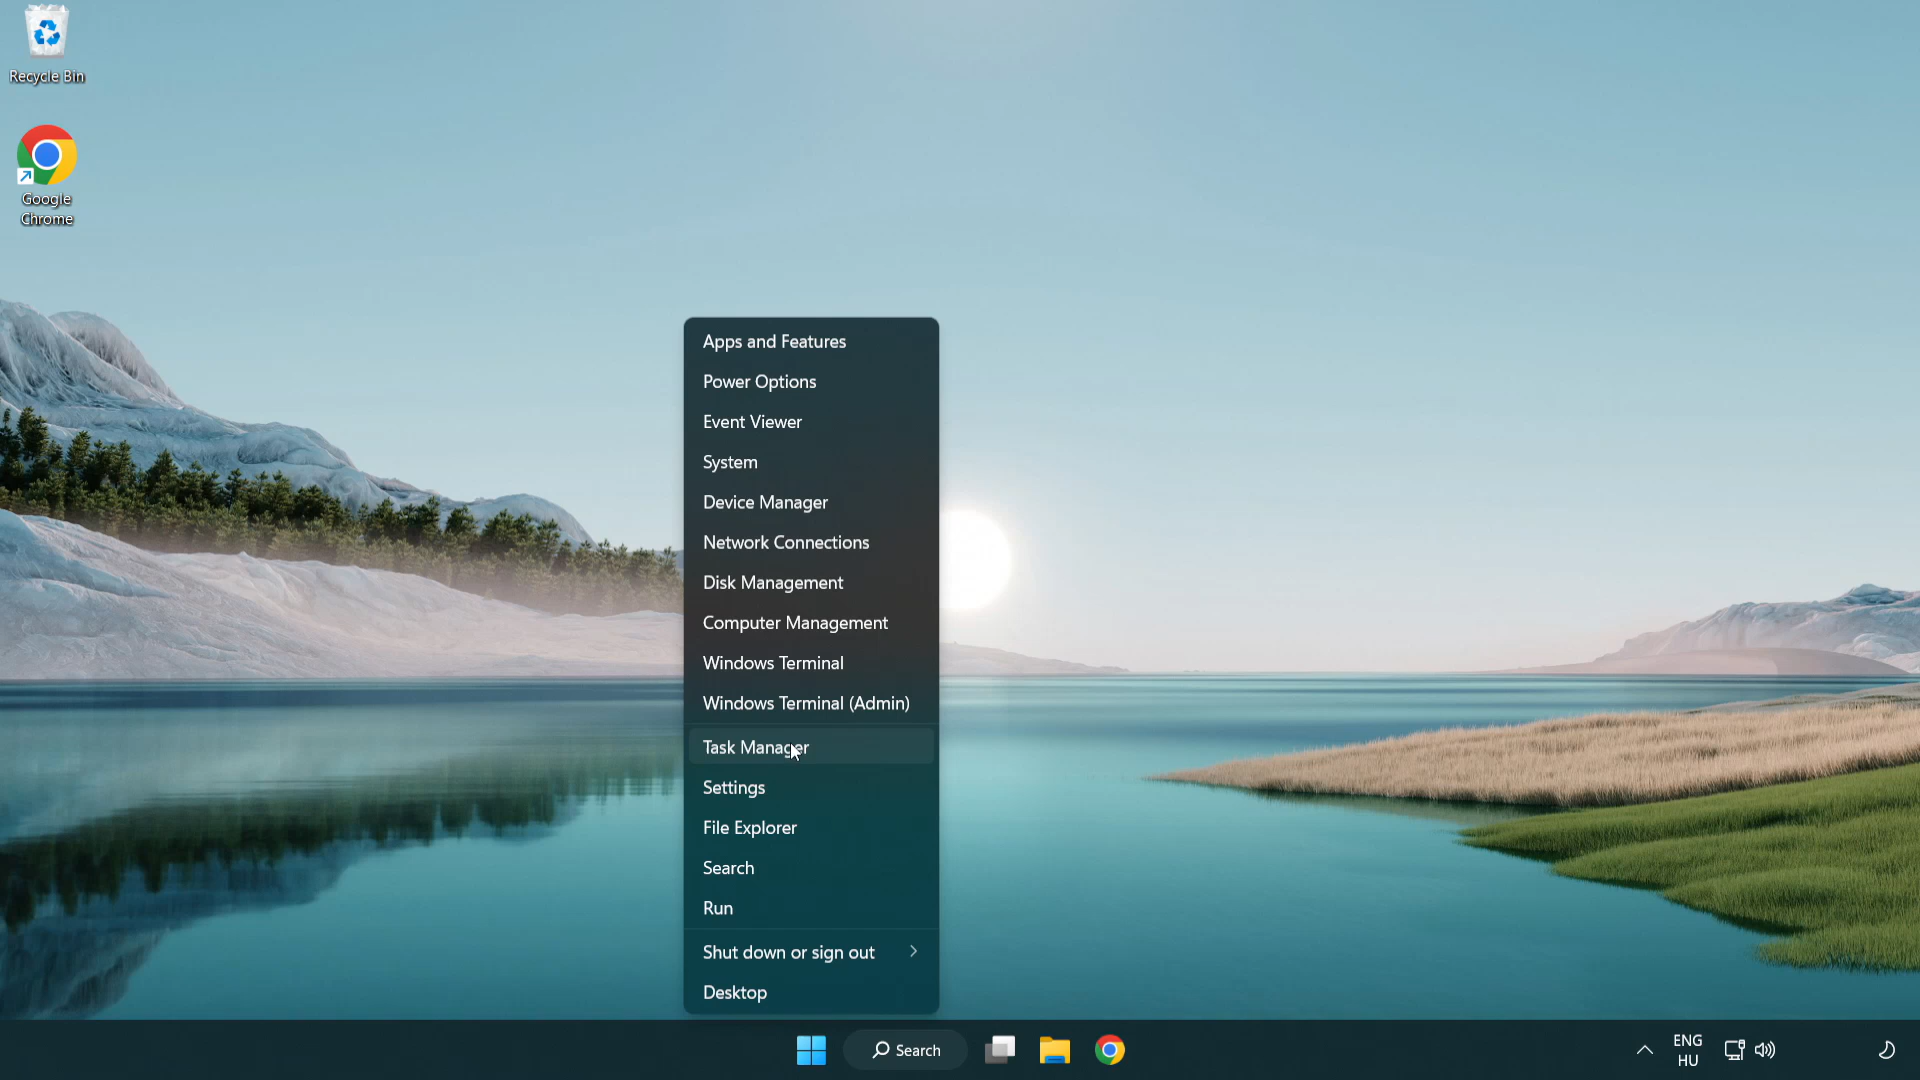 Recycle Bin
Google
Chrome
Apps and Features
Power Options
Event Viewer
System
Device Manager
Network Connections
Disk Management
Computer Management
Windows Terminal
Windows Terminal (Admin)
Task Manager
Settings
File Explorer
Search
Run
Shut down or sign out
Desktop
Search
ENG
HU